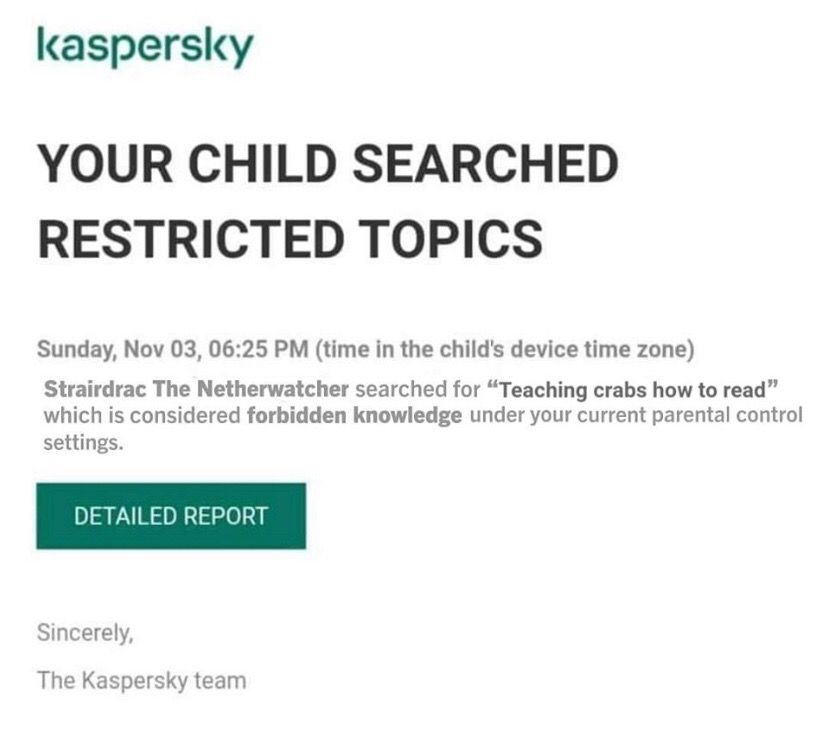 kaspersky
YOUR CHILD SEARCHED
RESTRICTED TOPICS
Sunday, Nov 03, 06:25 PM (time in the child's device time zone)
Strairdrac The Netherwatcher searched for “Teaching crabs how to read”
which is considered forbidden knowledge under your current parental control
settings.
DETAILED REPORT
Sincerely,
The Kaspersky team